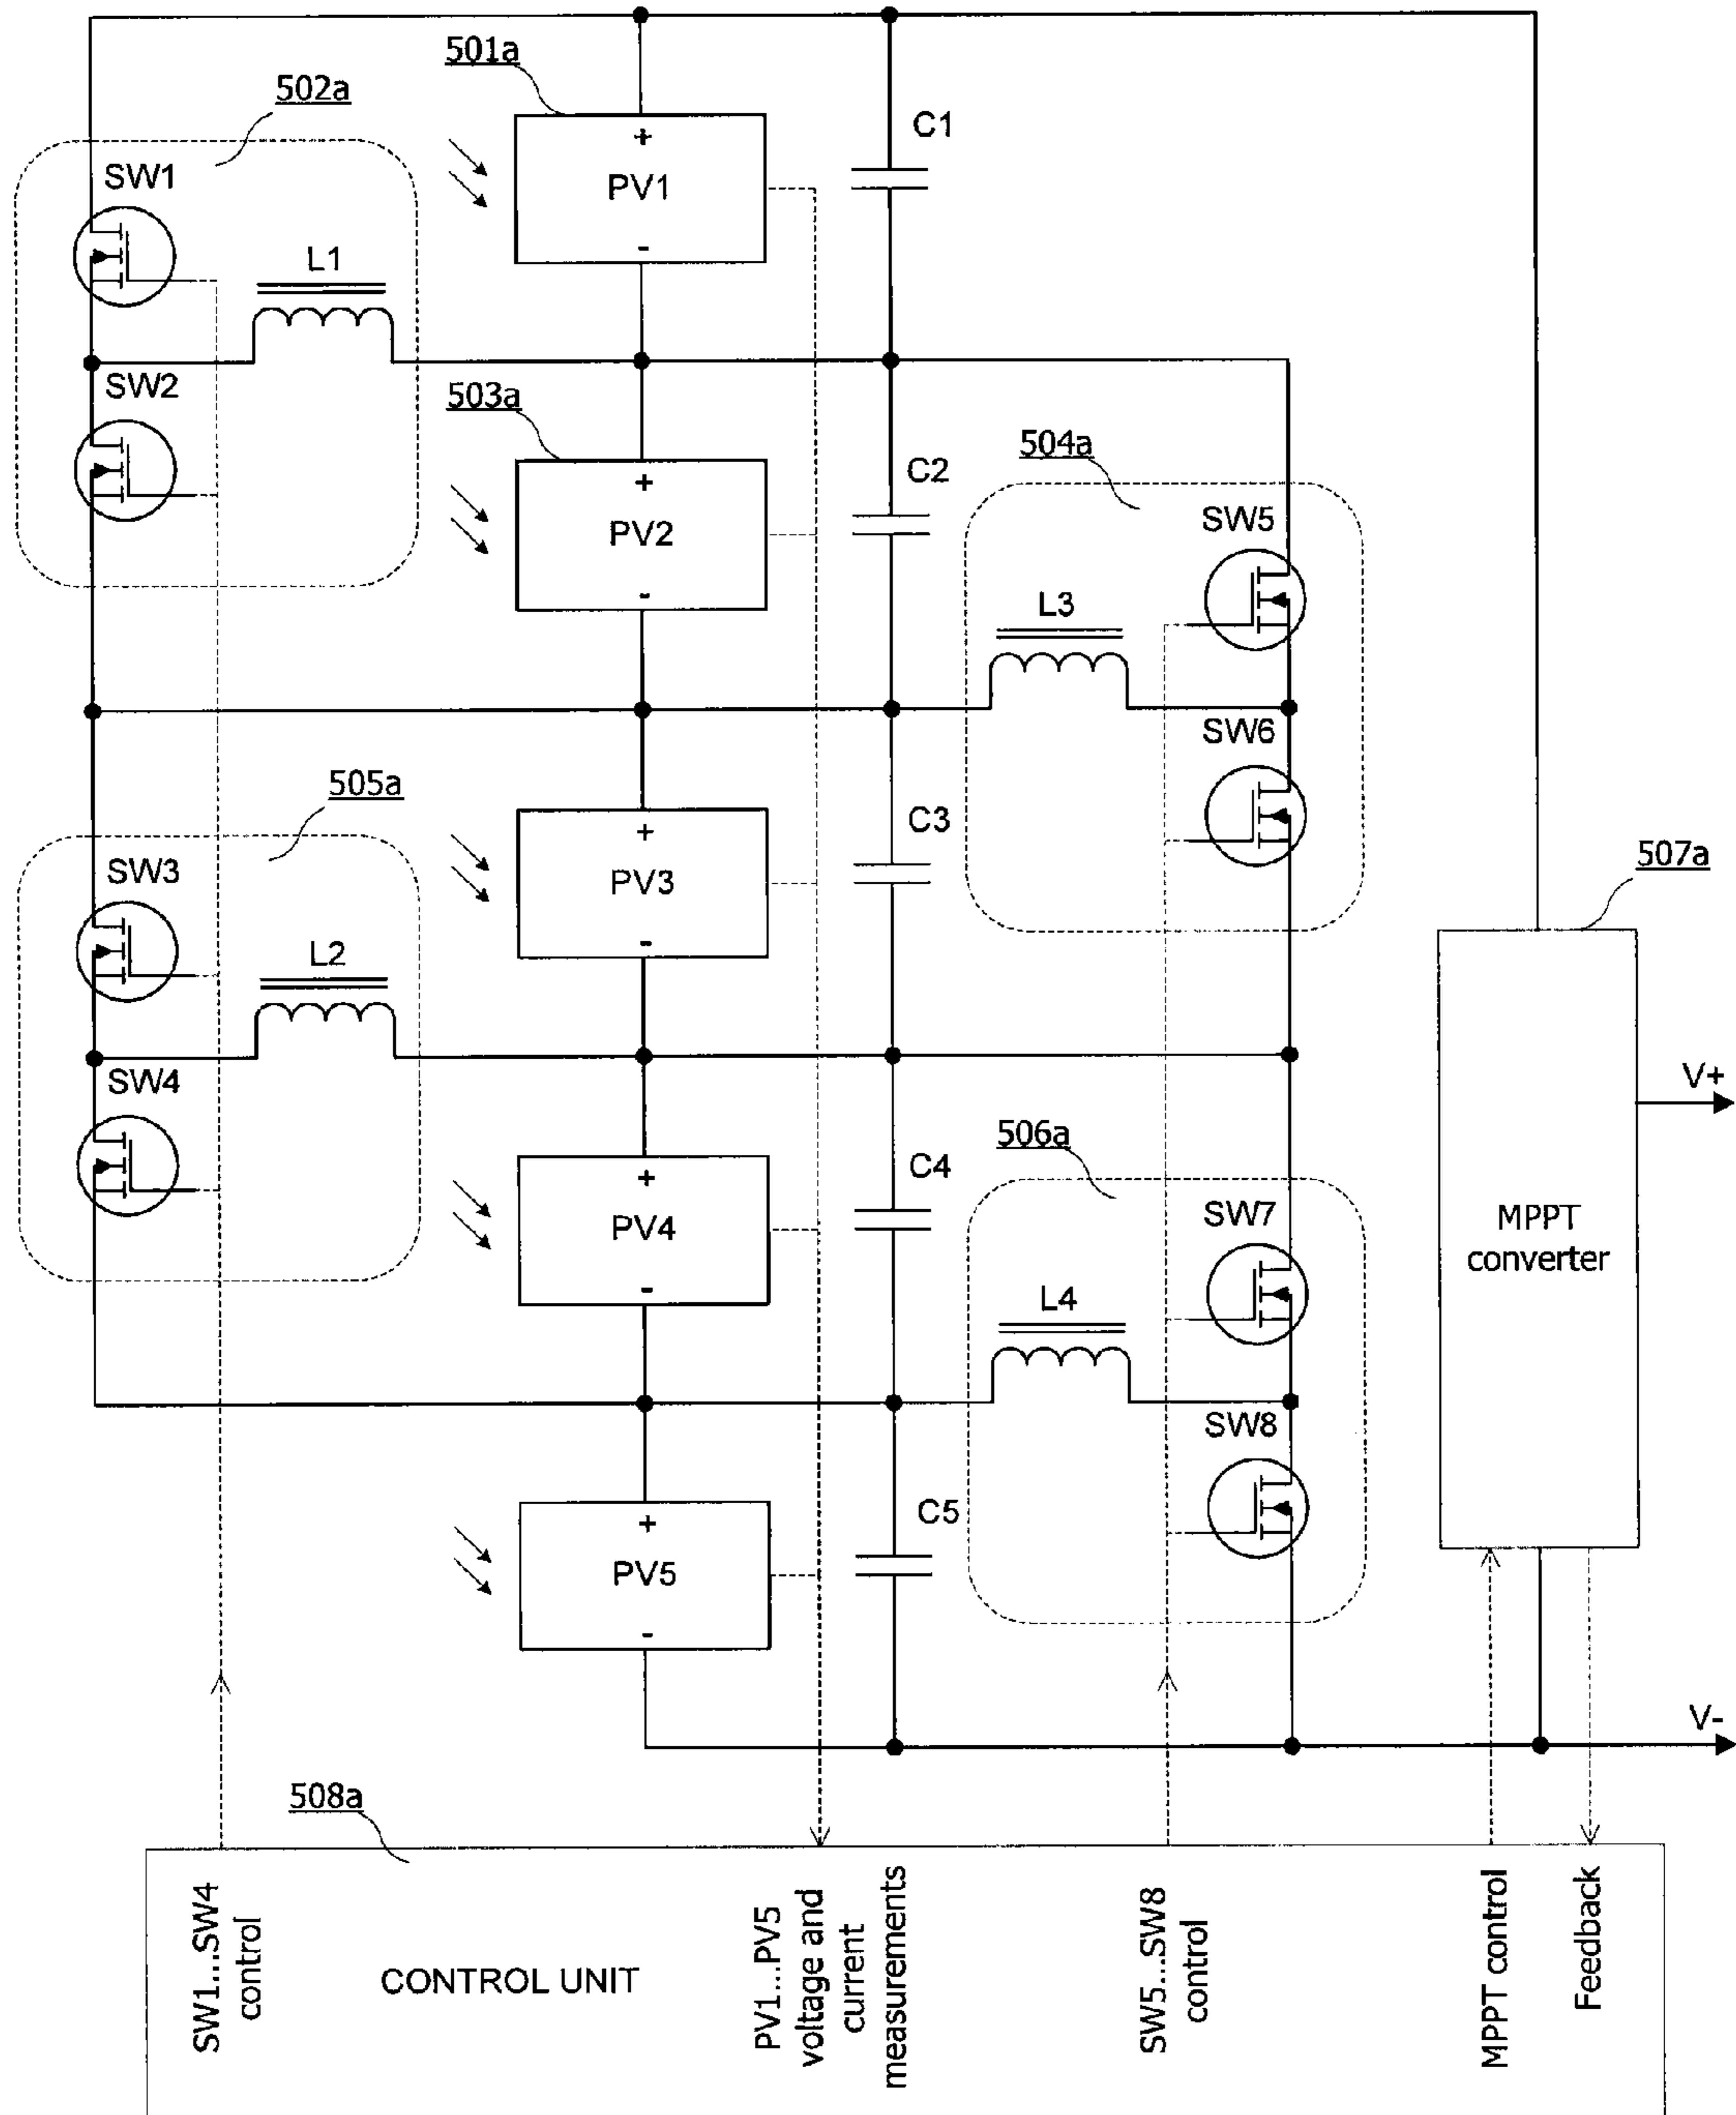 501a
502a
C1
SW1
+
PV1
-
L1
SW2
503a
C2
504a
+
PV2
-
SW5
L3
SW6
505a
C3
+
PV3
-
507a
SW3
L2
SW4
V+
506a
C4
+
PV4
-
SW7
MPPT
converter
L4
SW8
C5
+
PV5
-
V-
508a
SW1...SW4
control
CONTROL UNIT
PV1...PV5
voltage and
current
measurements
SW5...SW8
control
MPPT control
Feedback